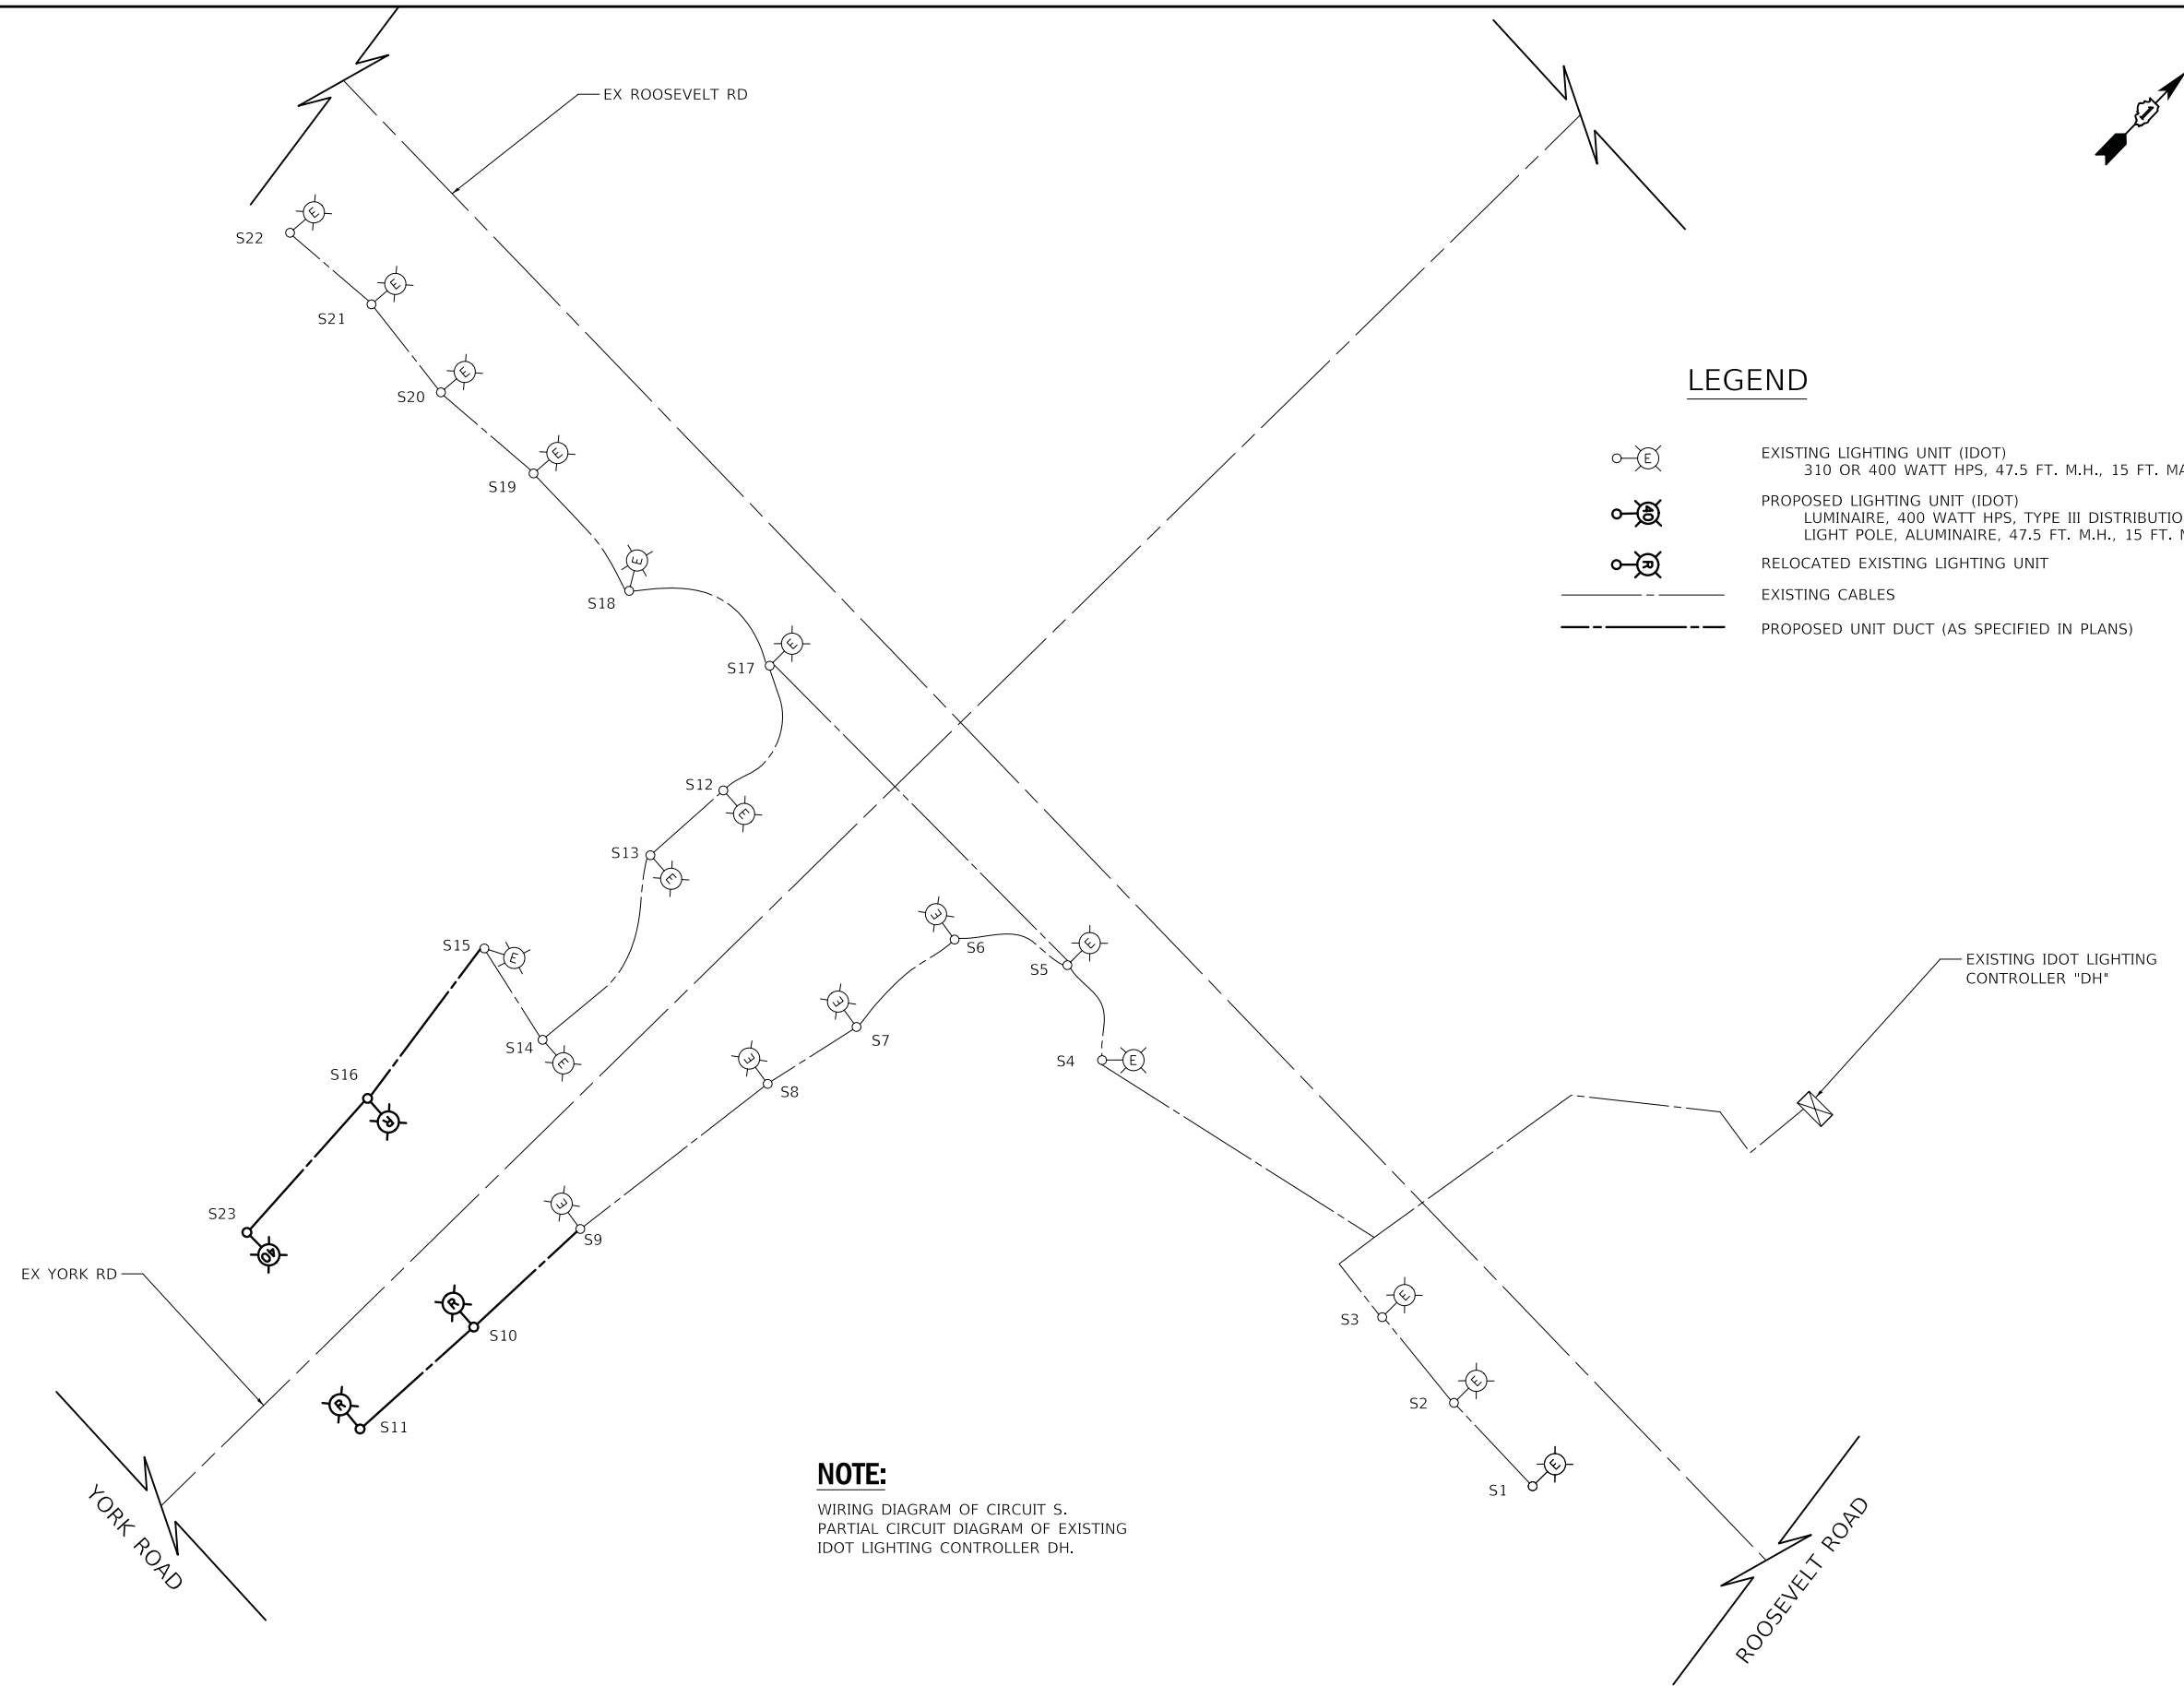 EX ROOSEVELT RD
1
E
S22
E
S21
E
S20
E
S19
E
S18
E
S17
S12
E
S13
E
S15
E
S14
E
S16
R
S23
40
EX YORK RD
E
S6
E
S5
E
S7
E
S8
S4
E
E
S9
R
S10
R
S11
E
S3
E
S2
E
S1
LEGEND
E
EXISTING LIGHTING UNIT (IDOT)
310 OR 400 WATT HPS, 47.5 FT. M.H., 15 FT.
40
PROPOSED LIGHTING UNIT (IDOT)
LUMINAIRE, 400 WATT HPS, TYPE III
LIGHT POLE, ALUMINAIRE, 47.5 FT. M.H., 15 FT.
R
RELOCATED EXISTING LIGHTING UNIT
EXISTING CABLES
PROPOSED UNIT DUCT (AS SPECIFIED IN PLANS)
EXISTING IDOT LIGHTING
CONTROLLER "DH"
NOTE:
WIRING DIAGRAM OF CIRCUIT S.
PARTIAL CIRCUIT DIAGRAM OF EXISTING
IDOT LIGHTING CONTROLLER DH.
YORK ROAD
ROOSEVELT ROAD